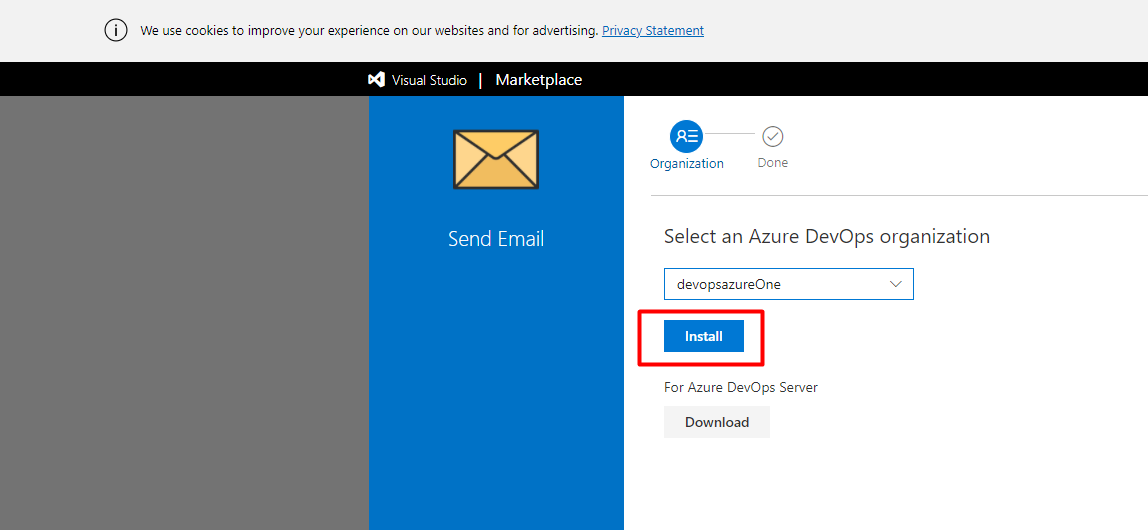 We use cookies to improve your experience on our websites and for advertising. Privacy Statement
Visual Studio | Marketplace
Send Email
Organization
Done
Select an Azure DevOps organization
devopsazureOne
Install
For Azure DevOps Server
Download